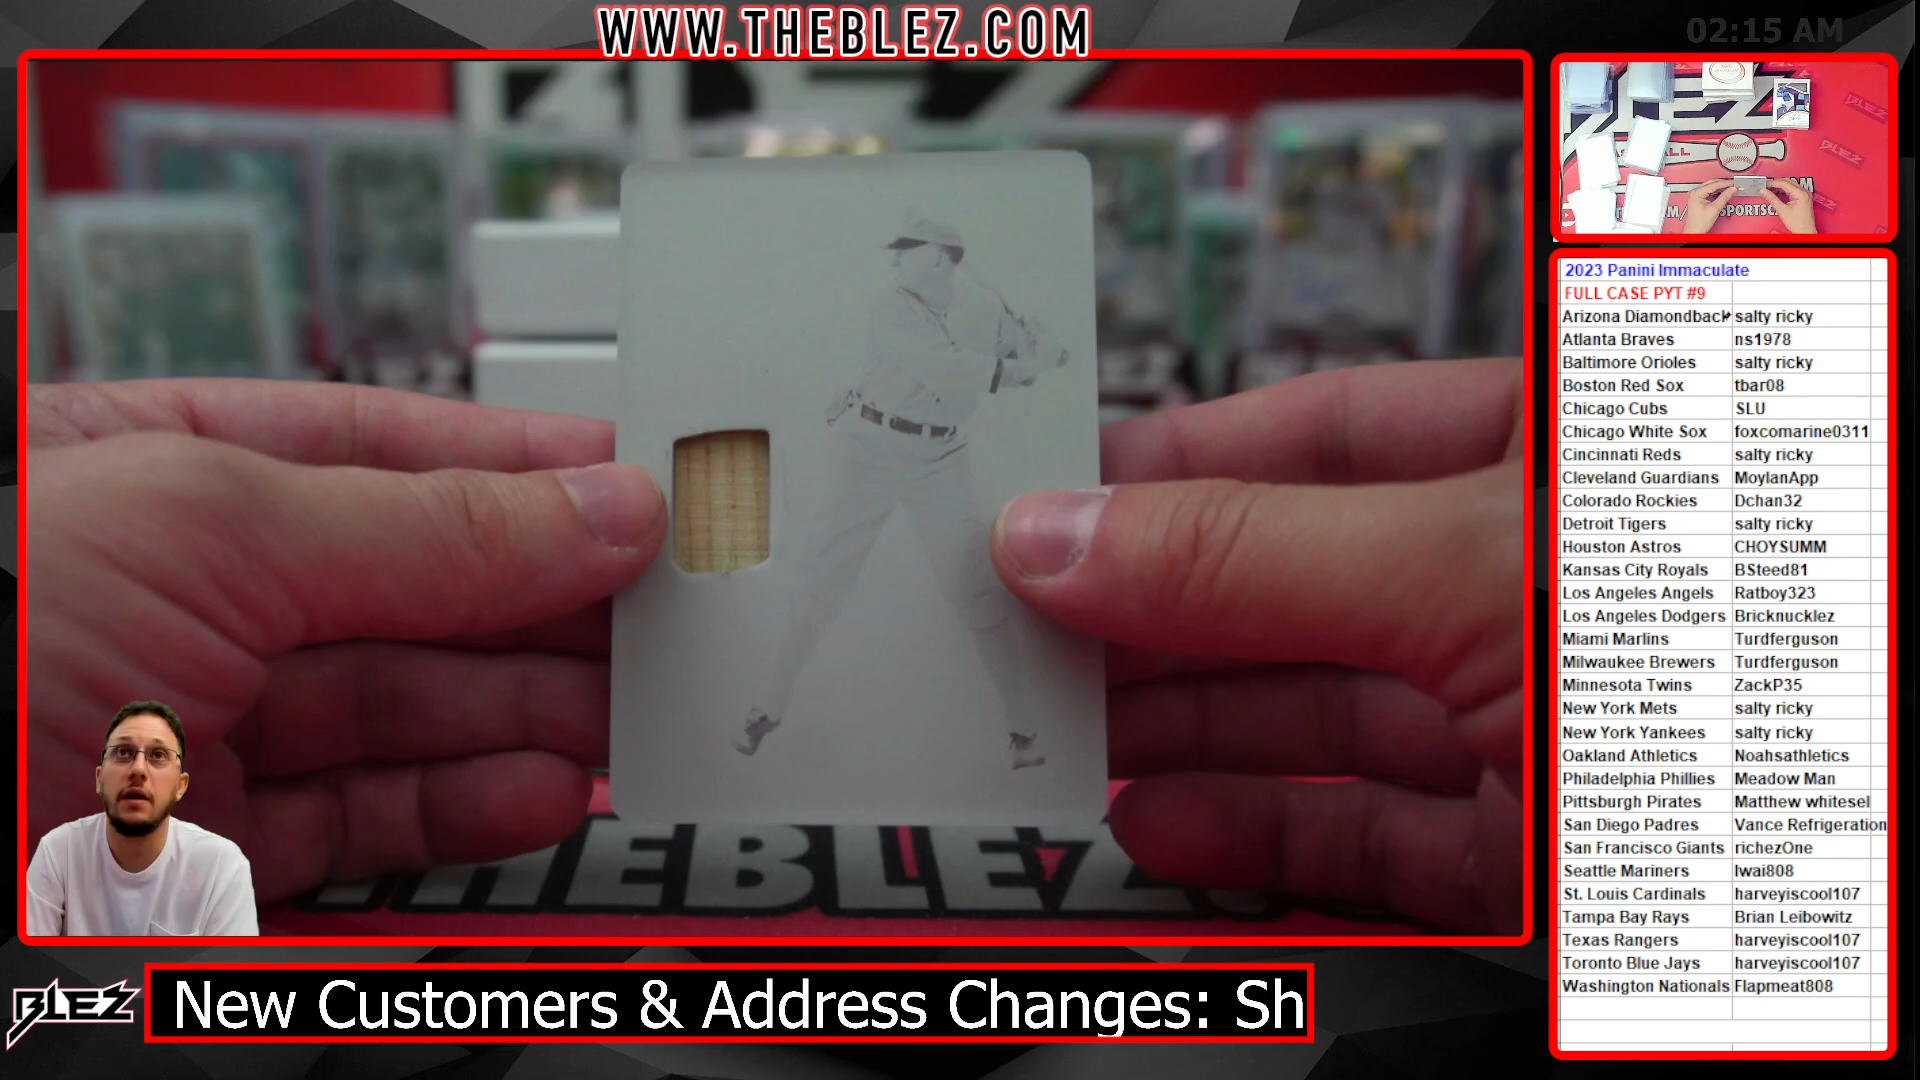 WWW.THEBLEZ.COM
02:15 AM
2023 Panini Immaculate
FULL CASE PYT #9
Arizona Diamondback salty ricky
Atlanta Braves ns1978
Baltimore Orioles salty ricky
Boston Red Sox tbar08
Chicago Cubs SLU
Chicago White Sox foxcomarine0311
Cincinnati Reds salty ricky
Cleveland Guardians MoylanApp
Colorado Rockies Dchan32
Detroit Tigers salty ricky
Houston Astros CHOYSUMM
Kansas City Royals BSteed81
Los Angeles Angels Ratboy323
Los Angeles Dodgers Bricknucklez
Miami Marlins Turdferguson
Milwaukee Brewers Turdferguson
Minnesota Twins ZackP35
New York Mets salty ricky
New York Yankees salty ricky
Oakland Athletics Noahsathletics
Philadelphia Phillies Meadow Man
Pittsburgh Pirates Matthew whitesel
San Diego Padres Vance Refrigeration
San Francisco Giants richezOne
Seattle Mariners lwai808
St. Louis Cardinals harveyiscool107
Tampa Bay Rays Brian Leibowitz
Texas Rangers harveyiscool107
Toronto Blue Jays harveyiscool107
Washington Nationals Flapmeat808
THEBLEZ
BLEZ
New Customers & Address Changes: Sh